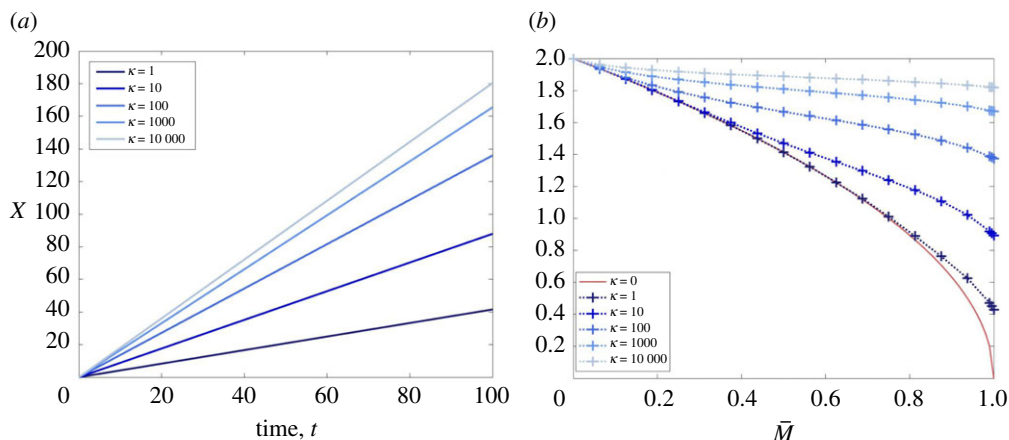 (a)
200
180
160
140
120
X 100
80
60
40
20
0 20 40 60 80 100
time, t
κ = 1
κ = 10
κ = 100
κ = 1000
κ = 10 000
(b)
2.0
1.8
1.6
1.4
1.2
1.0
0.8
0.6
0.4
0.2
0 0.2 0.4 0.6 0.8 1.0
M̄
κ = 0
κ = 1
κ = 10
κ = 100
κ = 1000
κ = 10 000